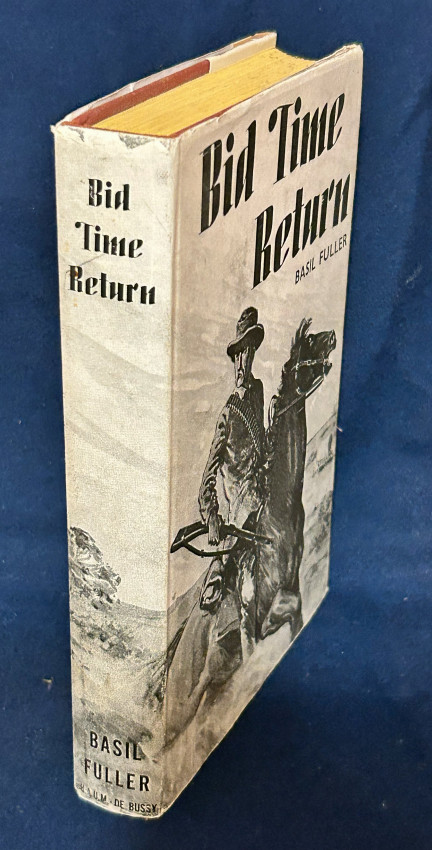 Bid
Time
Return
BASIL
FULLER
DE BUSSY
Bid Time
Return
BASIL FULLER